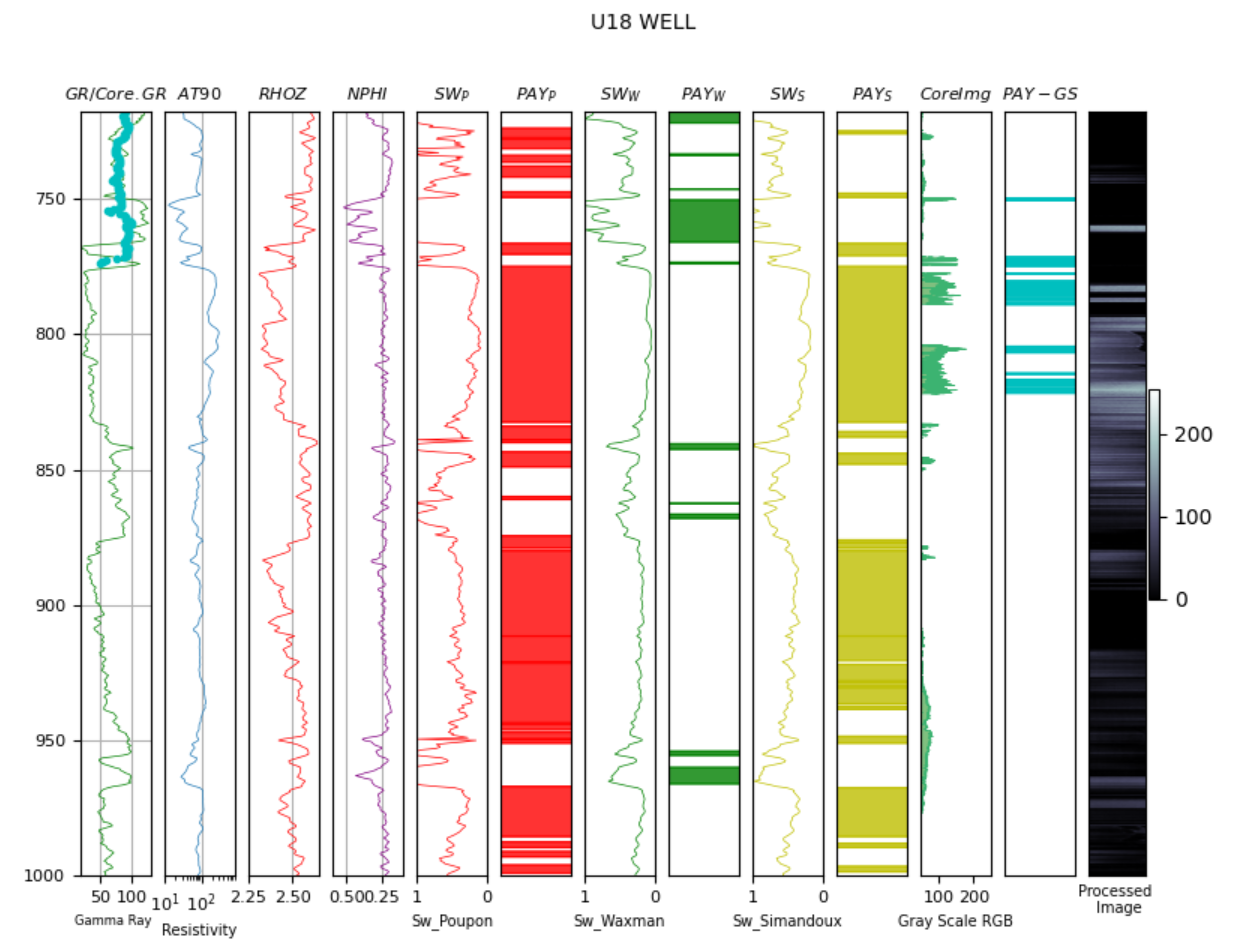 U18 WELL
GR/Core.GR AT90 RHOZ NPHI SWP PAYP SWW PAYW SWS PAYS CoreImg PAY − GS
750
800
850
900
950
1000
200
100
0
50 100 10¹ 10² 2.25 2.50 0.500 0.25 1 0 1 0 1 0 100 200
Gamma Ray Resistivity Sw_Poupon Sw_Waxman Sw_Simandoux Gray Scale RGB
Processed
Image